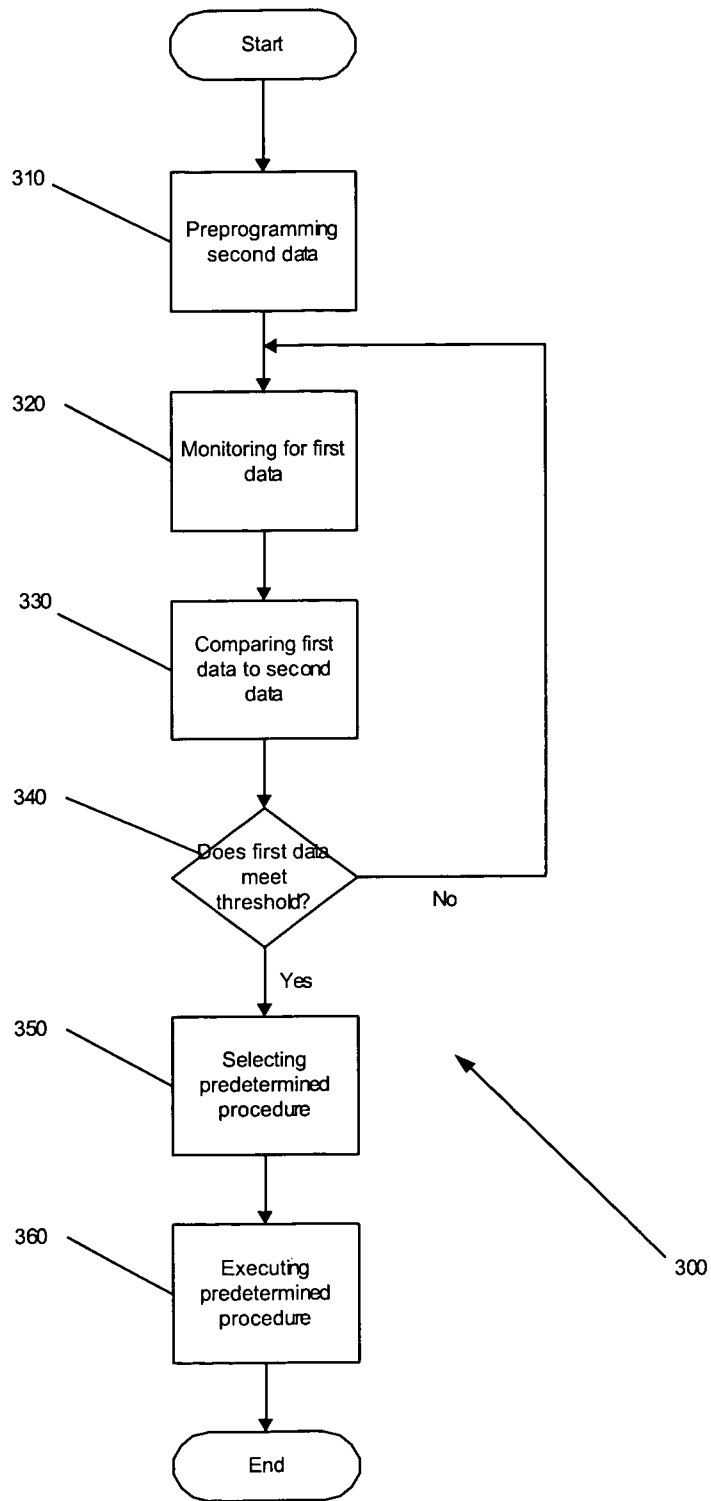 Start
310
Preprogramming
second data
320
Monitoring for first
data
330
Comparing first
data to second
data
340
Does first data
meet
threshold?
No
Yes
350
Selecting
predetermined
procedure
360
Executing
predetermined
procedure
300
End